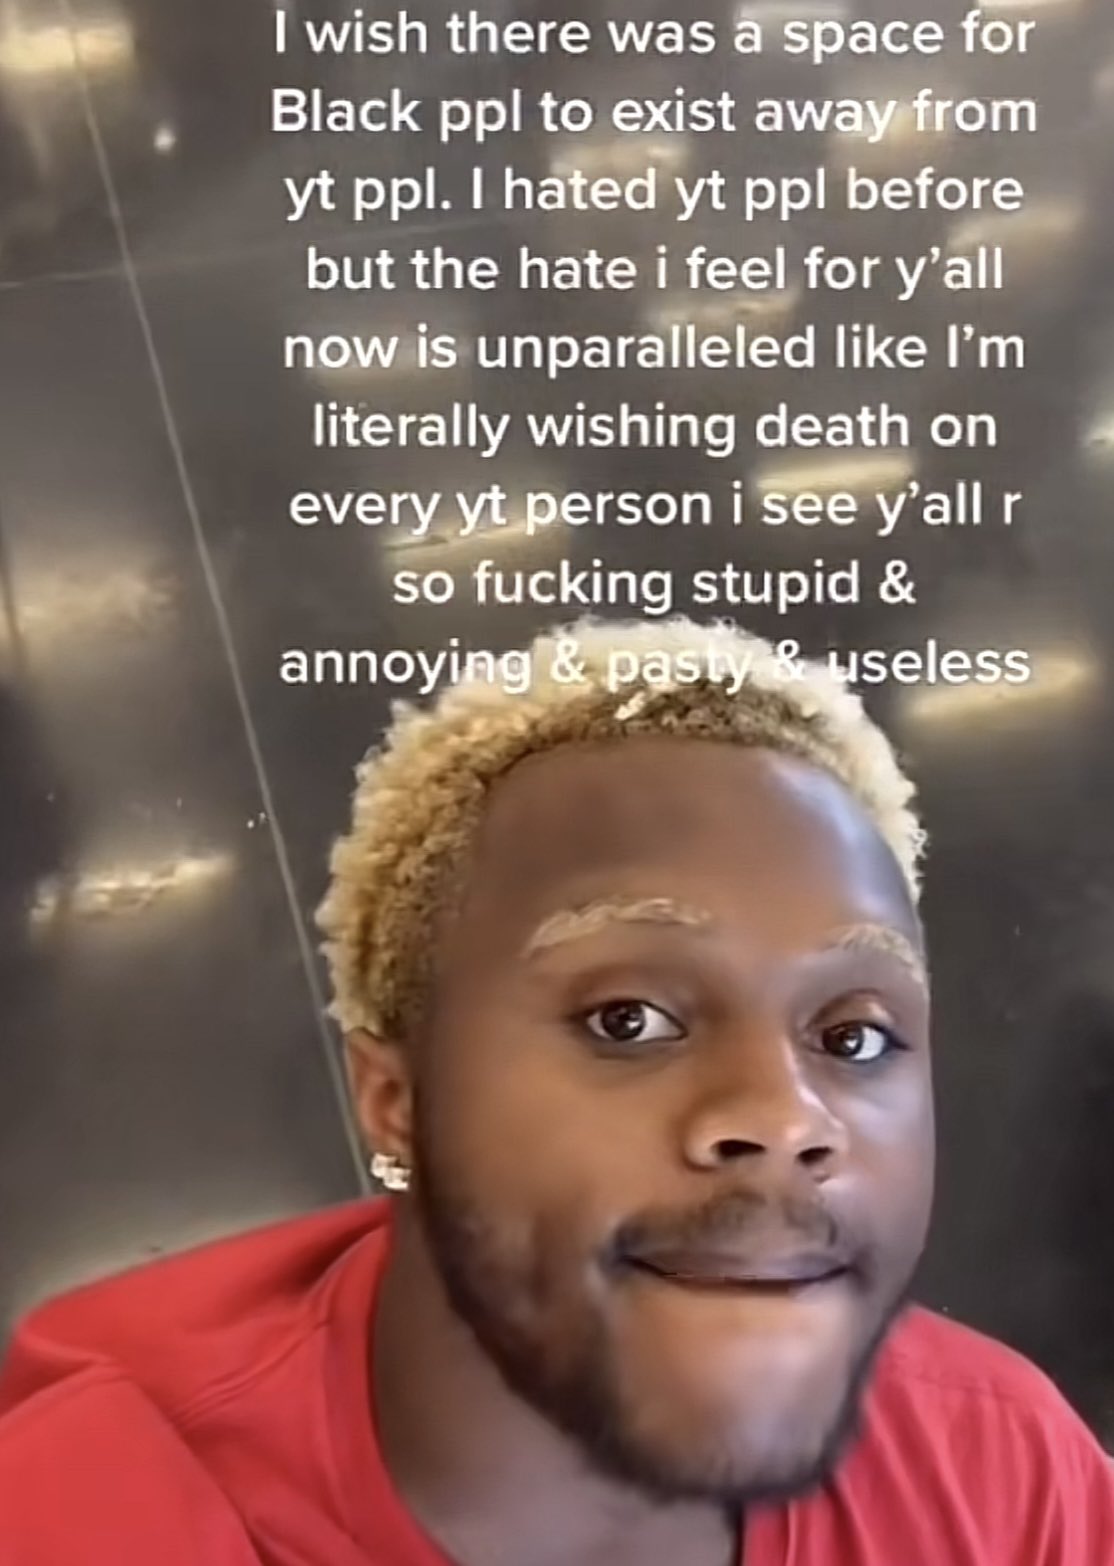 I wish there was a space for
Black ppl to exist away from
yt ppl. I hated yt ppl before
but the hate i feel for y’all
now is unparalleled like I’m
literally wishing death on
every yt person i see y’all r
so fucking stupid &
annoying & pasty & useless